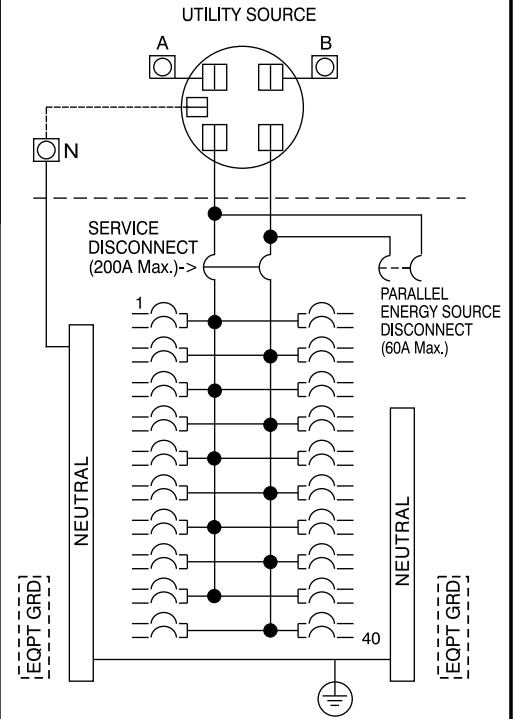 UTILITY SOURCE
A
B
N
SERVICE
DISCONNECT
(200A Max.)->
PARALLEL
ENERGY SOURCE
DISCONNECT
(60A Max.)
1
NEUTRAL
NEUTRAL
EQPT GRD
EQPT GRD
40